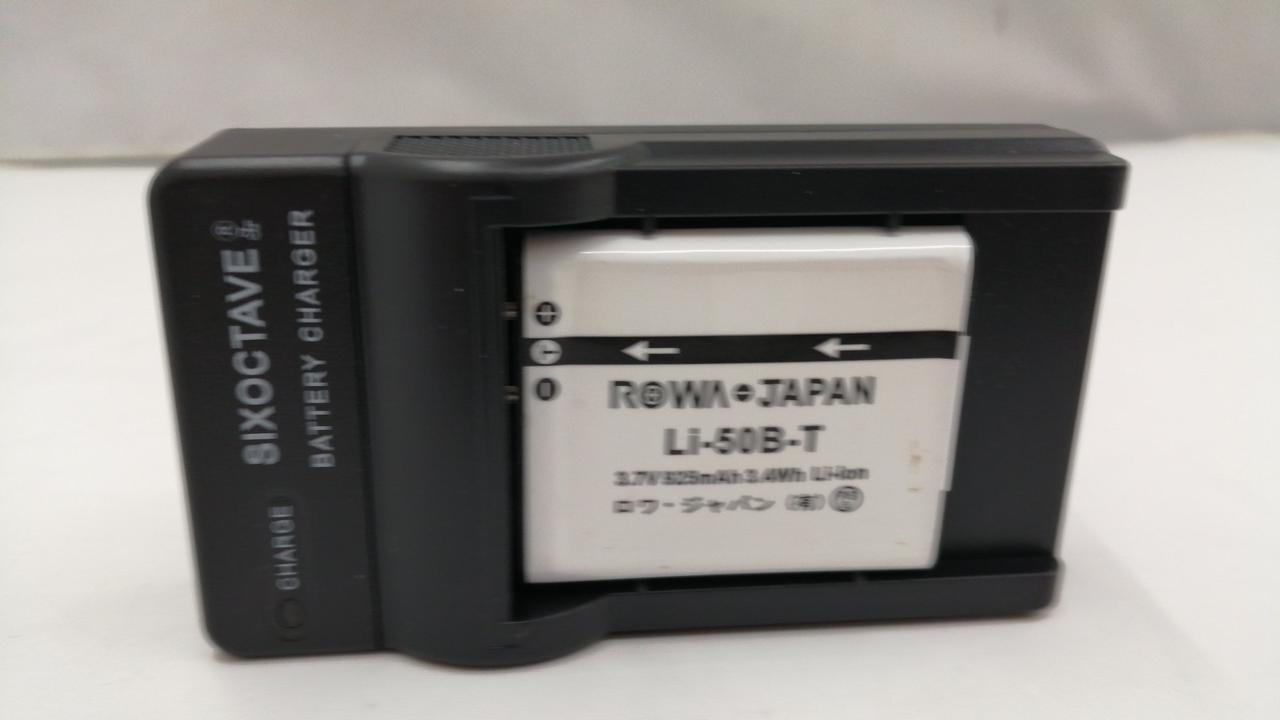 SIXOCTAVE®
BATTERY CHARGER
CHARGE
ROWA JAPAN
Li-50B-T
3.7V 925mAh 3.4Wh Li-ion
ロワ・ジャパン (有)